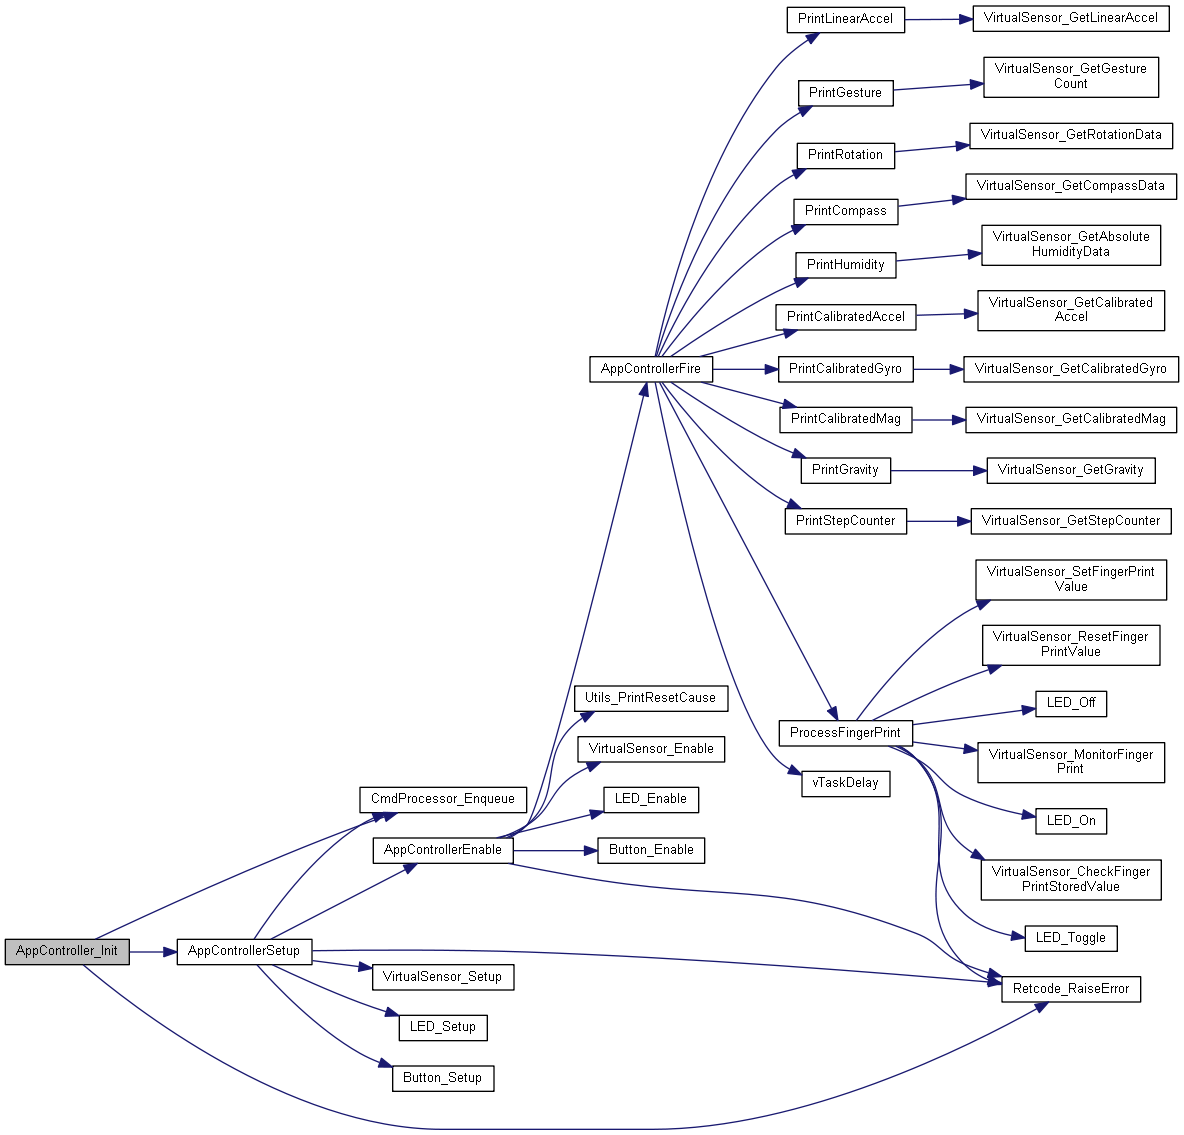 PrintLinearAccel
VirtualSensor_GetLinearAccel
PrintGesture
VirtualSensor_GetGesture
Count
PrintRotation
VirtualSensor_GetRotationData
PrintCompass
VirtualSensor_GetCompassData
PrintHumidity
VirtualSensor_GetAbsolute
HumidityData
PrintCalibratedAccel
VirtualSensor_GetCalibrated
Accel
AppControllerFire
PrintCalibratedGyro
VirtualSensor_GetCalibratedGyro
PrintCalibratedMag
VirtualSensor_GetCalibratedMag
PrintGravity
VirtualSensor_GetGravity
PrintStepCounter
VirtualSensor_GetStepCounter
VirtualSensor_SetFingerPrint
Value
VirtualSensor_ResetFinger
PrintValue
Utils_PrintResetCause
LED_Off
ProcessFingerPrint
VirtualSensor_Enable
VirtualSensor_MonitorFinger
Print
vTaskDelay
CmdProcessor_Enqueue
LED_Enable
LED_On
AppControllerEnable
Button_Enable
VirtualSensor_CheckFinger
PrintStoredValue
LED_Toggle
AppController_Init
AppControllerSetup
VirtualSensor_Setup
Retcode_RaiseError
LED_Setup
Button_Setup